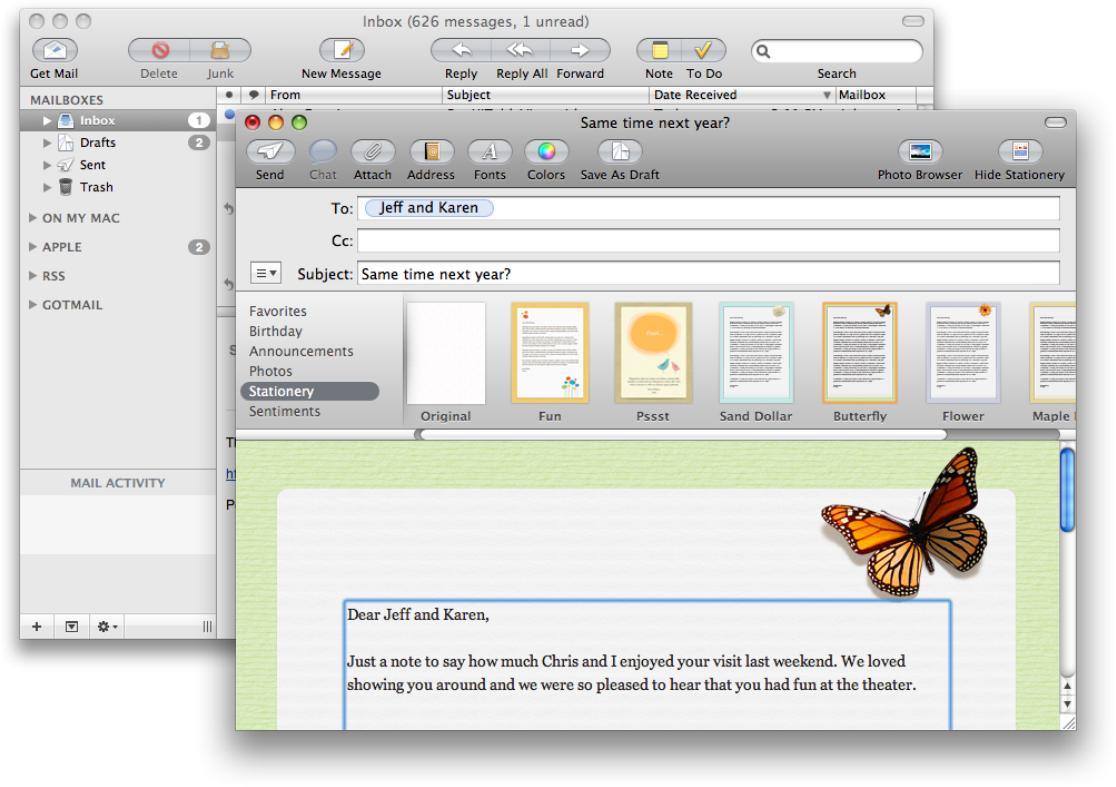 Inbox (626 messages, 1 unread)
Get Mail Delete Junk New Message Reply Reply All Forward Note To Do Search
MAILBOXES
Inbox 1
Drafts 2
Sent
Trash
ON MY MAC
APPLE 2
RSS
GOTMAIL
MAIL ACTIVITY
From Subject Date Received Mailbox
Same time next year?
Send Chat Attach Address Fonts Colors Save As Draft Photo Browser Hide Stationery
To: Jeff and Karen
Cc:
Subject: Same time next year?
Favorites
Birthday
Announcements
Photos
Stationery
Sentiments
Original Fun Pssst Sand Dollar Butterfly Flower Maple
Dear Jeff and Karen,
Just a note to say how much Chris and I enjoyed your visit last weekend. We loved
showing you around and we were so pleased to hear that you had fun at the theater.